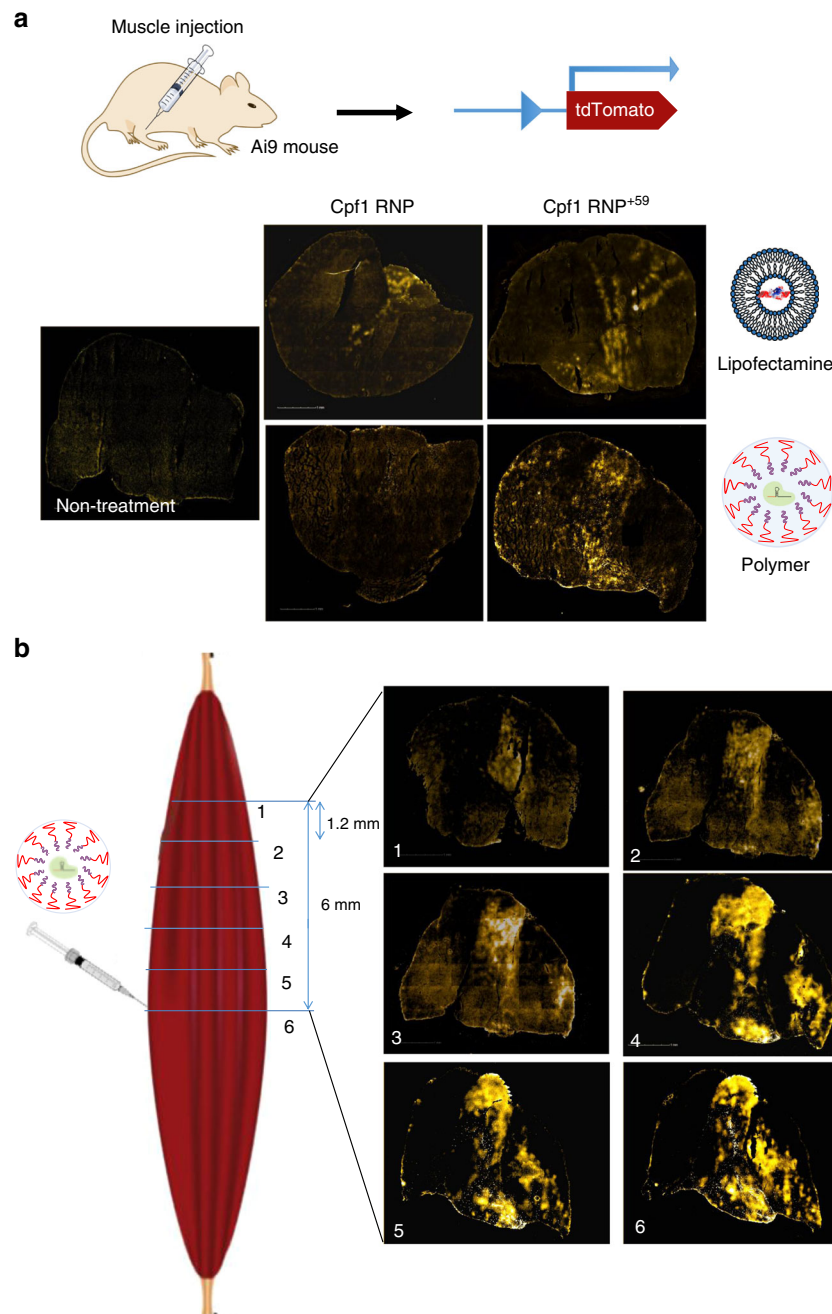 a
Muscle injection
Ai9 mouse
tdTomato
Cpf1 RNP
Cpf1 RNP+59
Lipofectamine
Non-treatment
Polymer
b
1
1.2 mm
2
3
6 mm
4
5
6
1
2
3
4
5
6